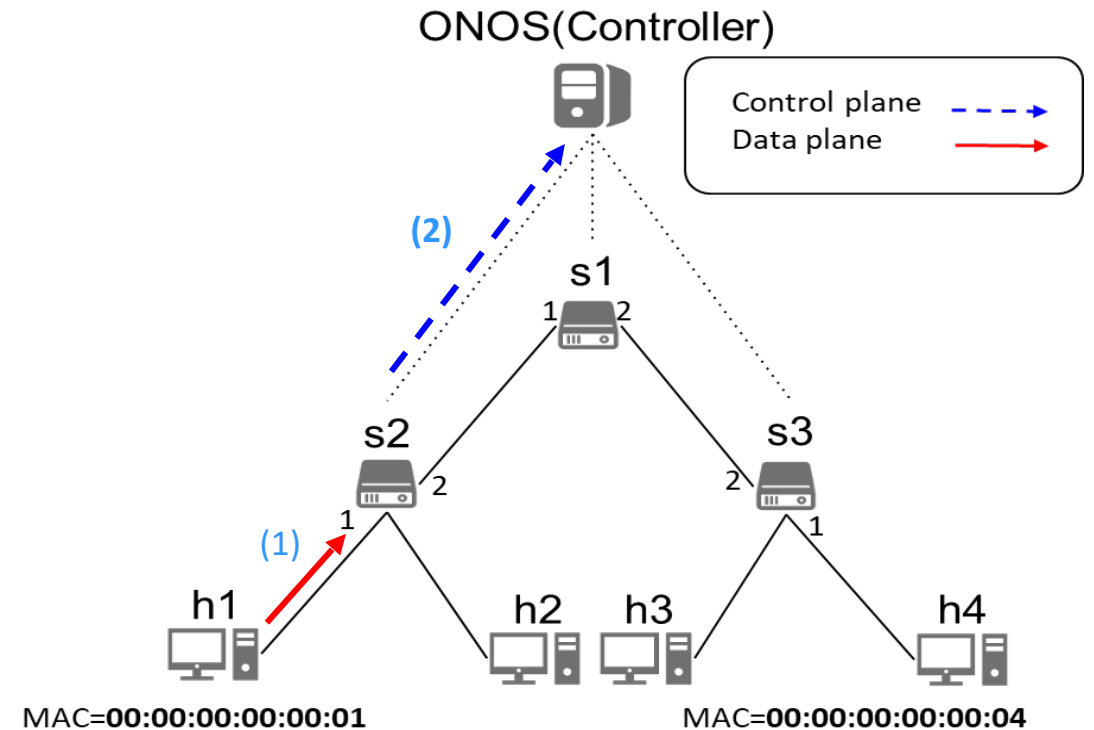 ONOS(Controller)
Control plane
Data plane
(2)
s1
1
2
s2
s3
2
2
1
1
(1)
h1
h2
h3
h4
MAC=00:00:00:00:00:01
MAC=00:00:00:00:00:04